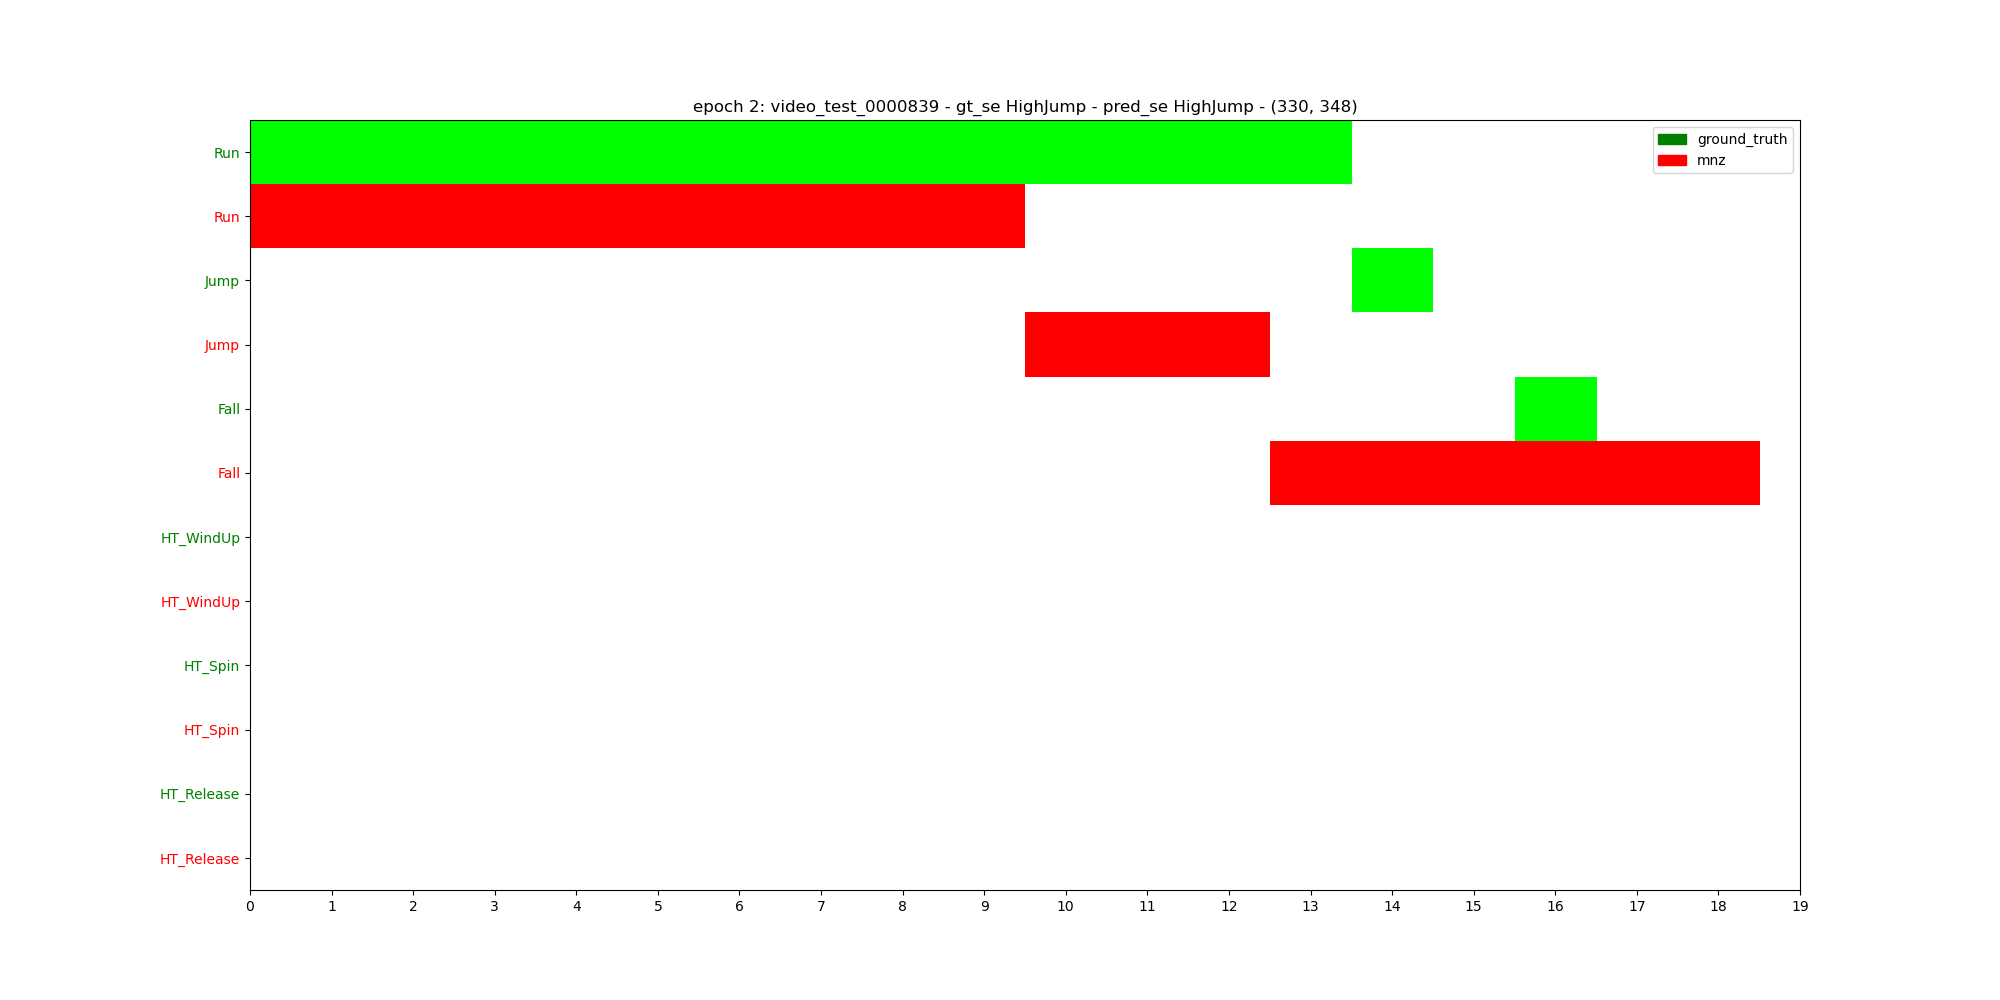 epoch 2: video_test_0000839 - gt_se HighJump - pred_se HighJump - (330, 348)
ground_truth
mnz
Run
Run
Jump
Jump
Fall
Fall
HT_WindUp
HT_WindUp
HT_Spin
HT_Spin
HT_Release
HT_Release
0 1 2 3 4 5 6 7 8 9 10 11 12 13 14 15 16 17 18 19